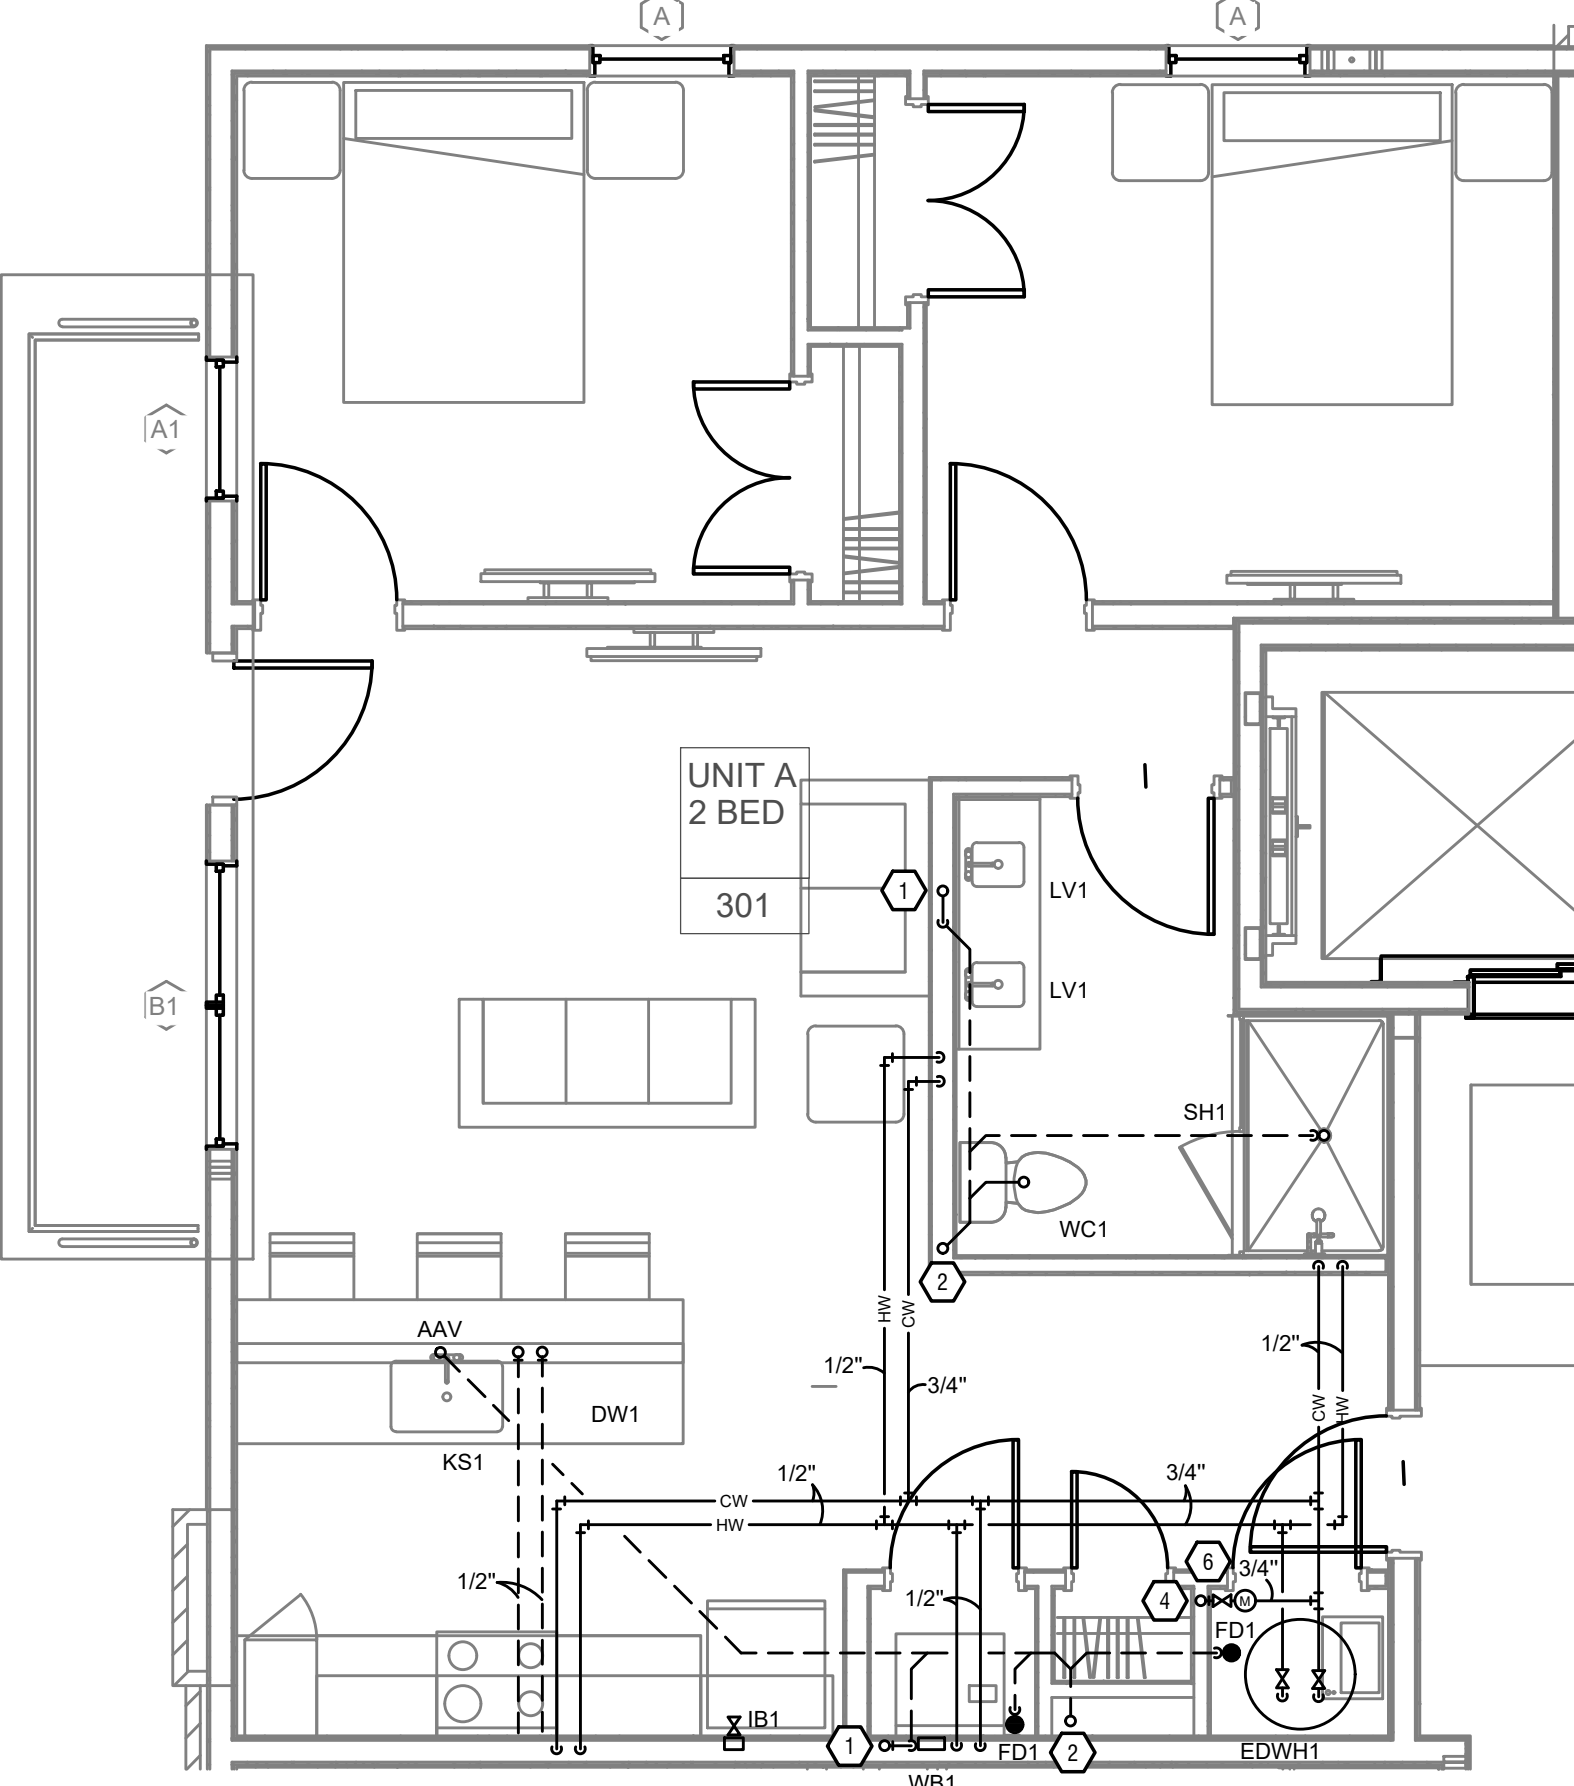 A
A
A1
UNIT A
2 BED
301
1
LV1
B1
LV1
SH1
WC1
2
HW
CW
AAV
1/2"
1/2"
3/4"
CW
HW
DW1
KS1
1/2"
3/4"
CW
HW
6
3/4"
1/2"
1/2"
4
M
FD1
IB1
1
FD1
2
EDWH1
WB1